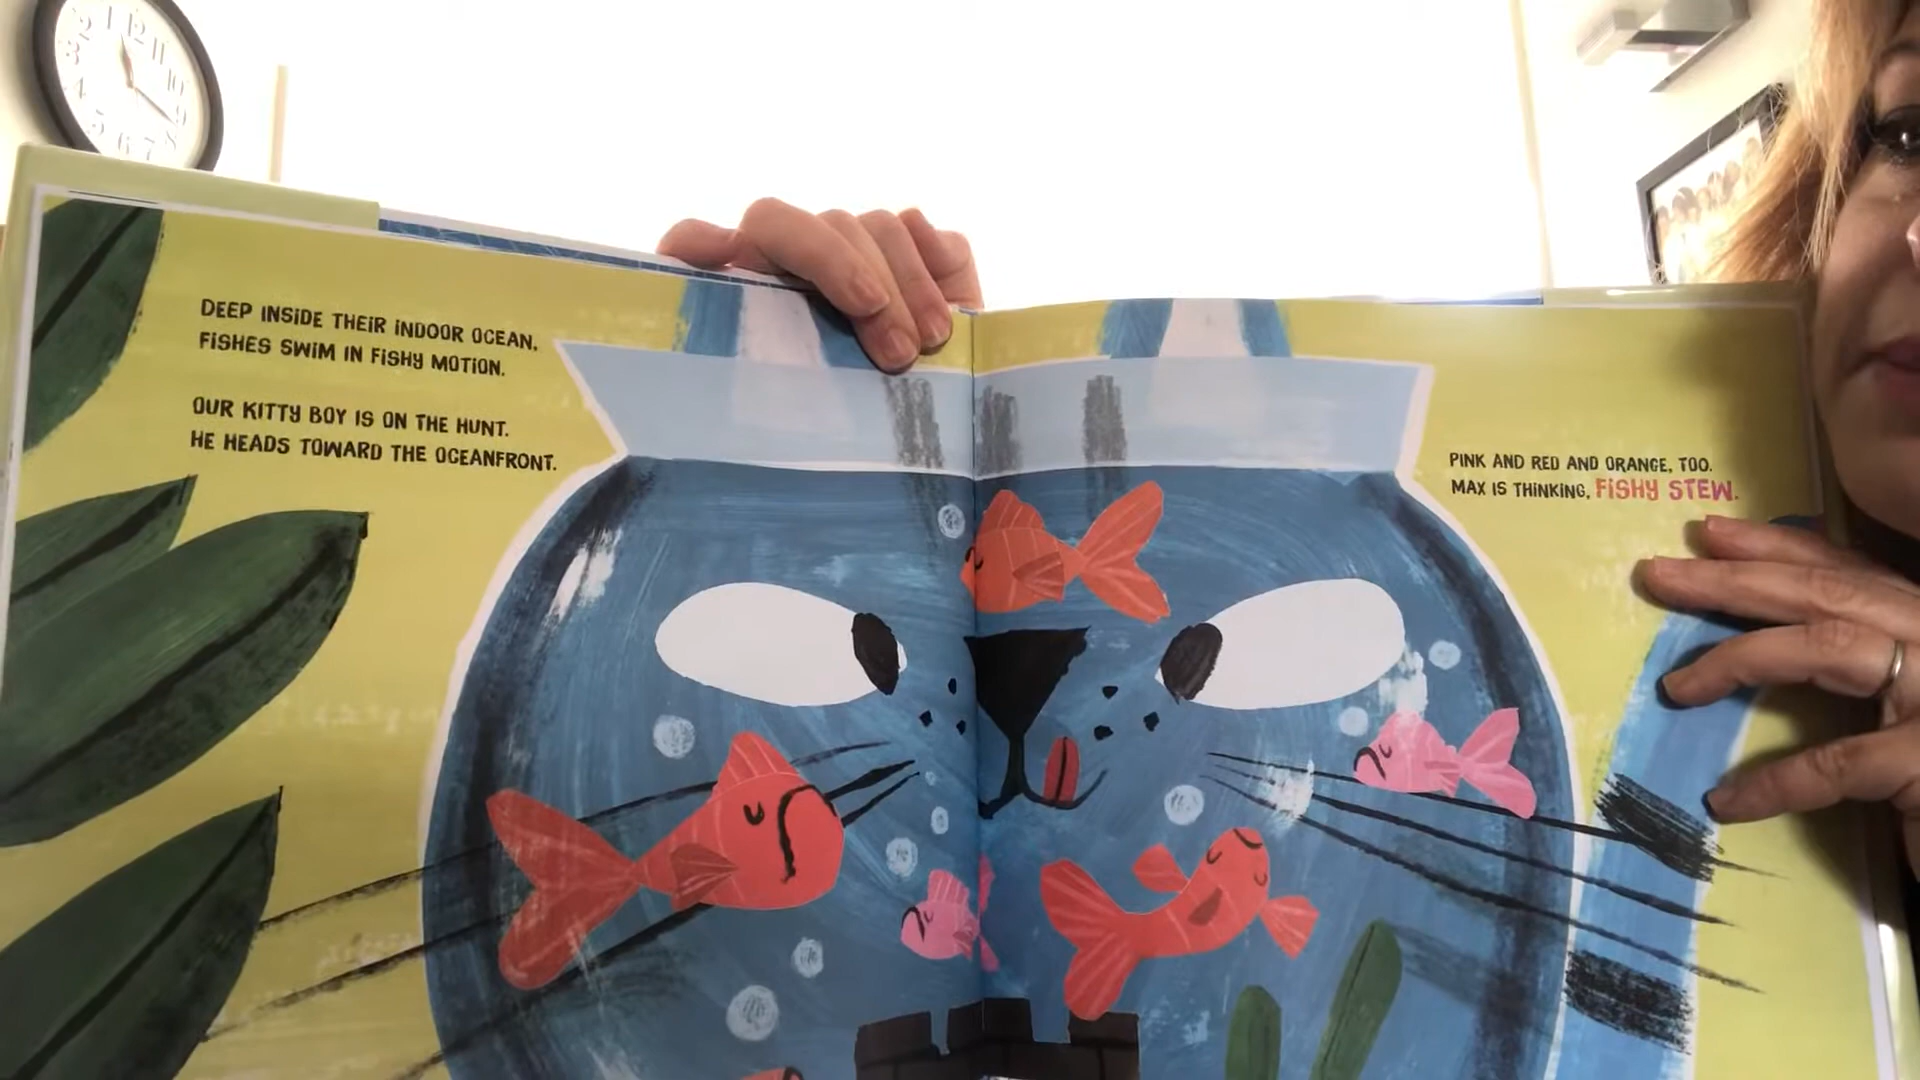 DEEP INSIDE THEIR INDOOR OCEAN,
FISHES SWIM IN FISHY MOTION.
OUR KITTY BOY IS ON THE HUNT.
HE HEADS TOWARD THE OCEANFRONT.
PINK AND RED AND ORANGE, TOO.
MAX IS THINKING, FISHY STEW.